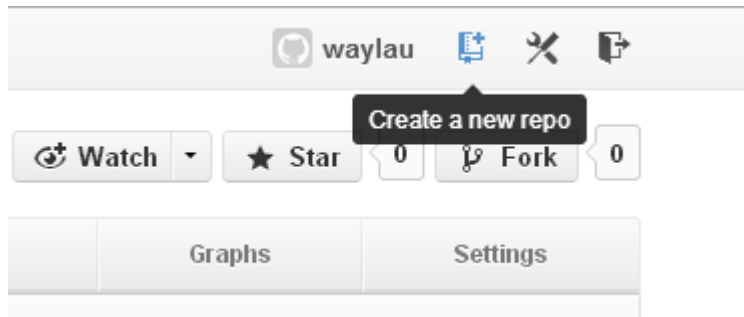 waylau
Create a new repo
Watch Star 0 Fork 0
Graphs Settings